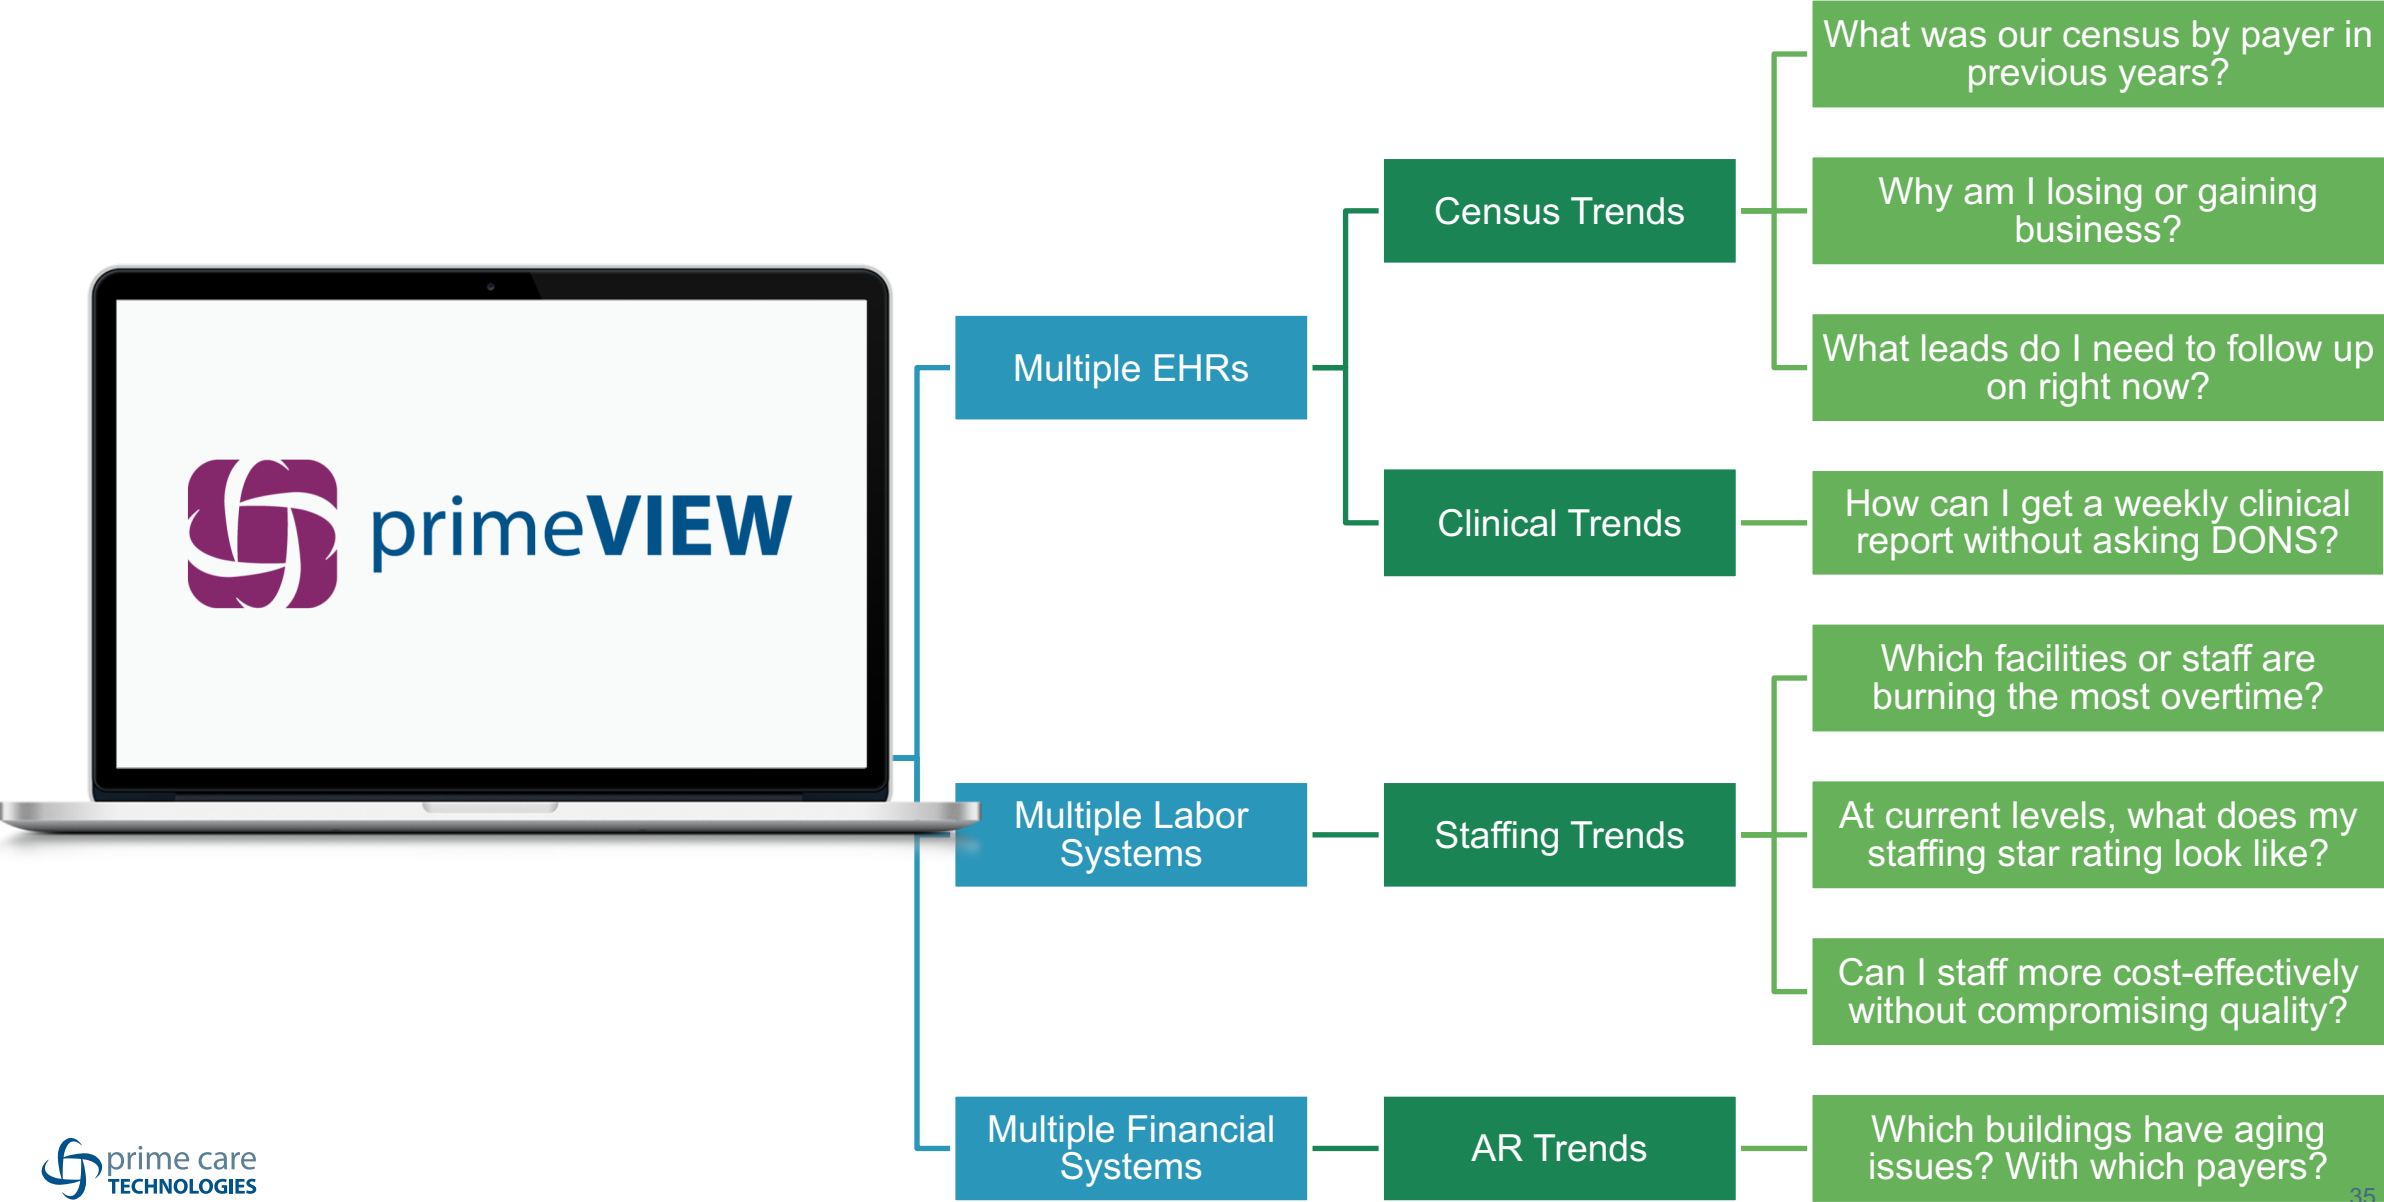 What was our census by payer in
previous years?
Census Trends
Why am I losing or gaining
business?
Multiple EHRs
What leads do I need to follow up
on right now?
primeVIEW
Clinical Trends
How can I get a weekly clinical
report without asking DONS?
Which facilities or staff are
burning the most overtime?
Multiple Labor
Systems
Staffing Trends
At current levels, what does my
staffing star rating look like?
Can I staff more cost-effectively
without compromising quality?
Multiple Financial
Systems
AR Trends
Which buildings have aging
issues? With which payers?
prime care
TECHNOLOGIES
35